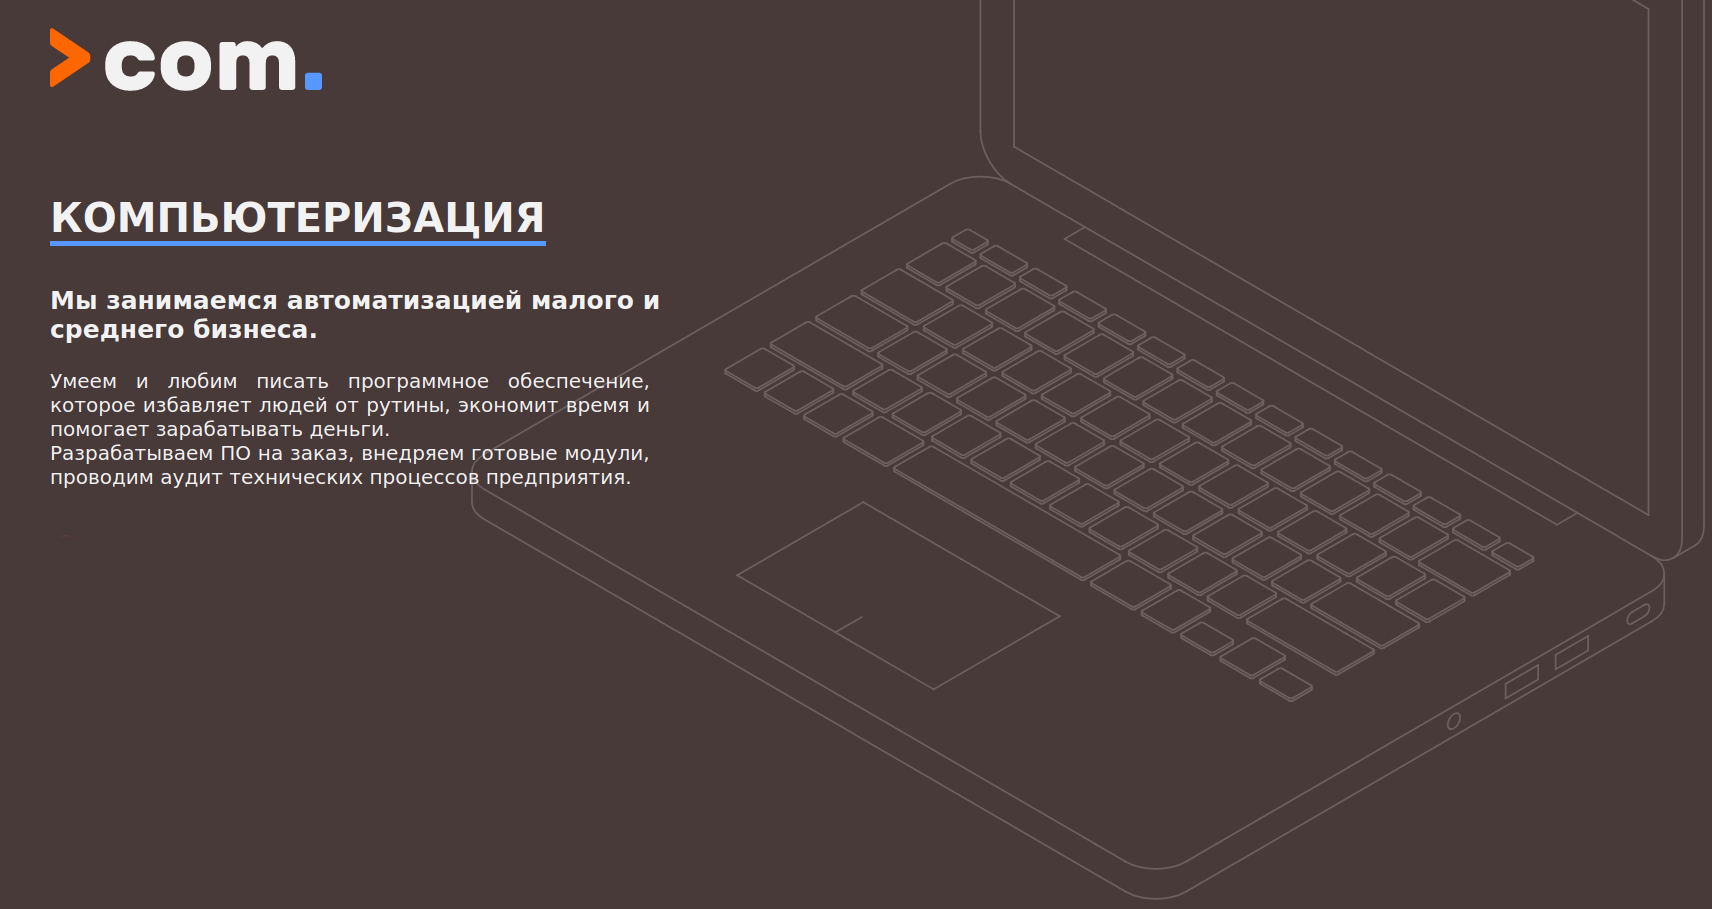 >com.
КОМПЬЮТЕРИЗАЦИЯ
Мы занимаемся автоматизацией малого и
среднего бизнеса.
Умеем и любим писать программное обеспечение,
которое избавляет людей от рутины, экономит время и
помогает зарабатывать деньги.
Разрабатываем ПО на заказ, внедряем готовые модули,
проводим аудит технических процессов предприятия.